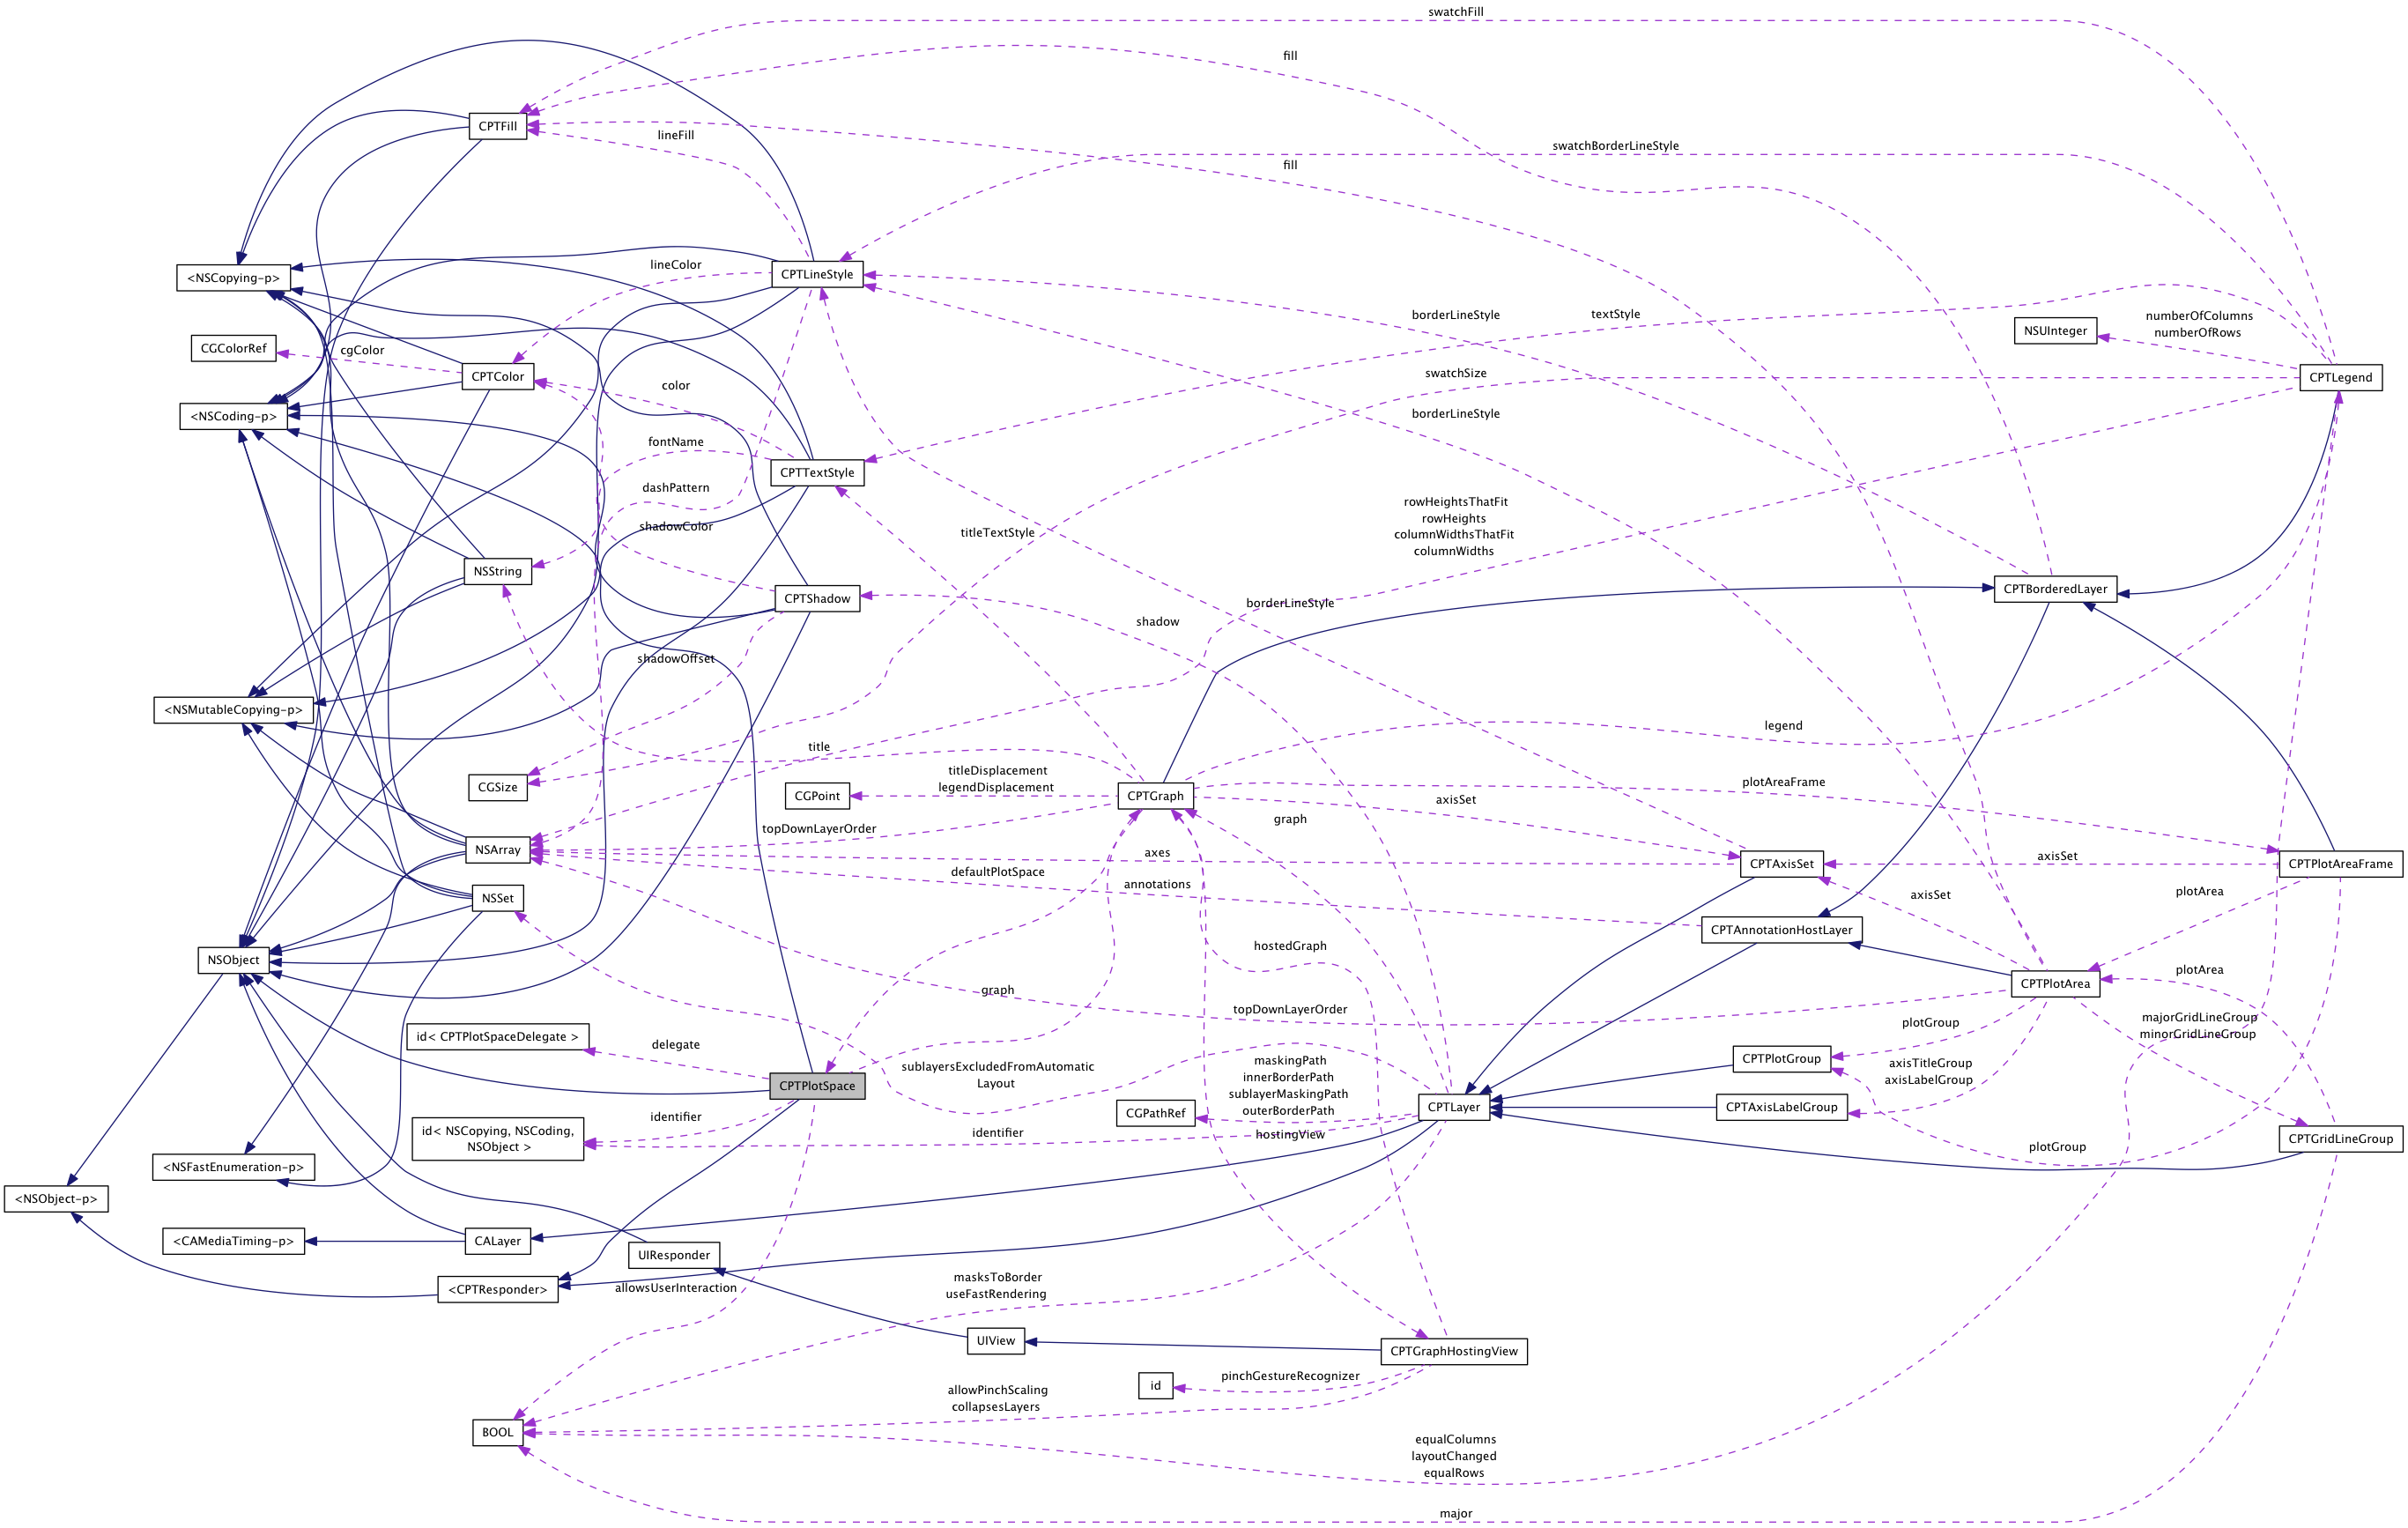 swatchFill
fill
CPTFill
lineFill
swatchBorderLineStyle
fill
<NSCopying-p>
CPTLineStyle
lineColor
borderLineStyle
textStyle
NSUInteger
numberOfColumns
numberOfRows
CGColorRef
cgColor
CPTColor
color
swatchSize
CPTLegend
<NSCoding-p>
borderLineStyle
fontName
CPTTextStyle
dashPattern
shadowColor
titleTextStyle
rowHeightsThatFit
rowHeights
columnWidthsThatFit
columnWidths
NSString
CPTShadow
shadow
borderLineStyle
CPTBorderedLayer
shadowOffset
<NSMutableCopying-p>
title
legend
CGSize
CGPoint
titleDisplacement
legendDisplacement
CPTGraph
axisSet
plotAreaFrame
graph
topDownLayerOrder
NSArray
axes
CPTAxisSet
axisSet
CPTPlotAreaFrame
defaultPlotSpace
annotations
NSSet
axisSet
plotArea
NSObject
hostedGraph
CPTAnnotationHostLayer
plotArea
CPTPlotArea
graph
topDownLayerOrder
majorGridLineGroup
minorGridLineGroup
id< CPTPlotSpaceDelegate >
delegate
plotGroup
CPTPlotSpace
sublayersExcludedFromAutomatic
Layout
maskingPath
innerBorderPath
sublayerMaskingPath
outerBorderPath
CPTPlotGroup
axisTitleGroup
axisLabelGroup
CGPathRef
CPTLayer
CPTAxisLabelGroup
id< NSCopying, NSCoding,
NSObject >
identifier
identifier
hostingView
plotGroup
CPTGridLineGroup
<NSFastEnumeration-p>
<NSObject-p>
<CAMediaTiming-p>
CALayer
UIResponder
<CPTResponder>
allowsUserInteraction
masksToBorder
useFastRendering
UIView
CPTGraphHostingView
id
pinchGestureRecognizer
allowPinchScaling
collapsesLayers
BOOL
equalColumns
layoutChanged
equalRows
major